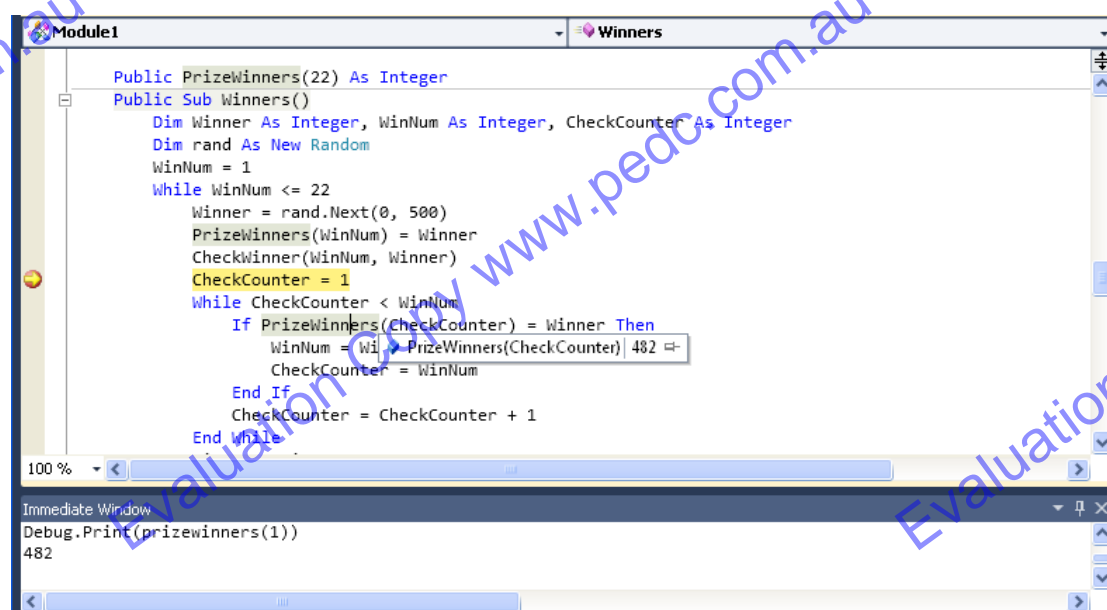 Module1 Winners
Public PrizeWinners(22) As Integer
Public Sub Winners()
Dim Winner As Integer, WinNum As Integer, CheckCounter As Integer
Dim rand As New Random
WinNum = 1
While WinNum <= 22
Winner = rand.Next(0, 500)
PrizeWinners(WinNum) = Winner
CheckWinner(WinNum, Winner)
CheckCounter = 1
While CheckCounter < WinNum
If PrizeWinners(CheckCounter) = Winner Then
WinNum = Wi PrizeWinners(CheckCounter) 482
CheckCounter = WinNum
End If
CheckCounter = CheckCounter + 1
End While
100 %
Immediate Window
Debug.Print(prizewinners(1))
482
Evaluation Copy www.pedc.com.au
m.au
Evaluation